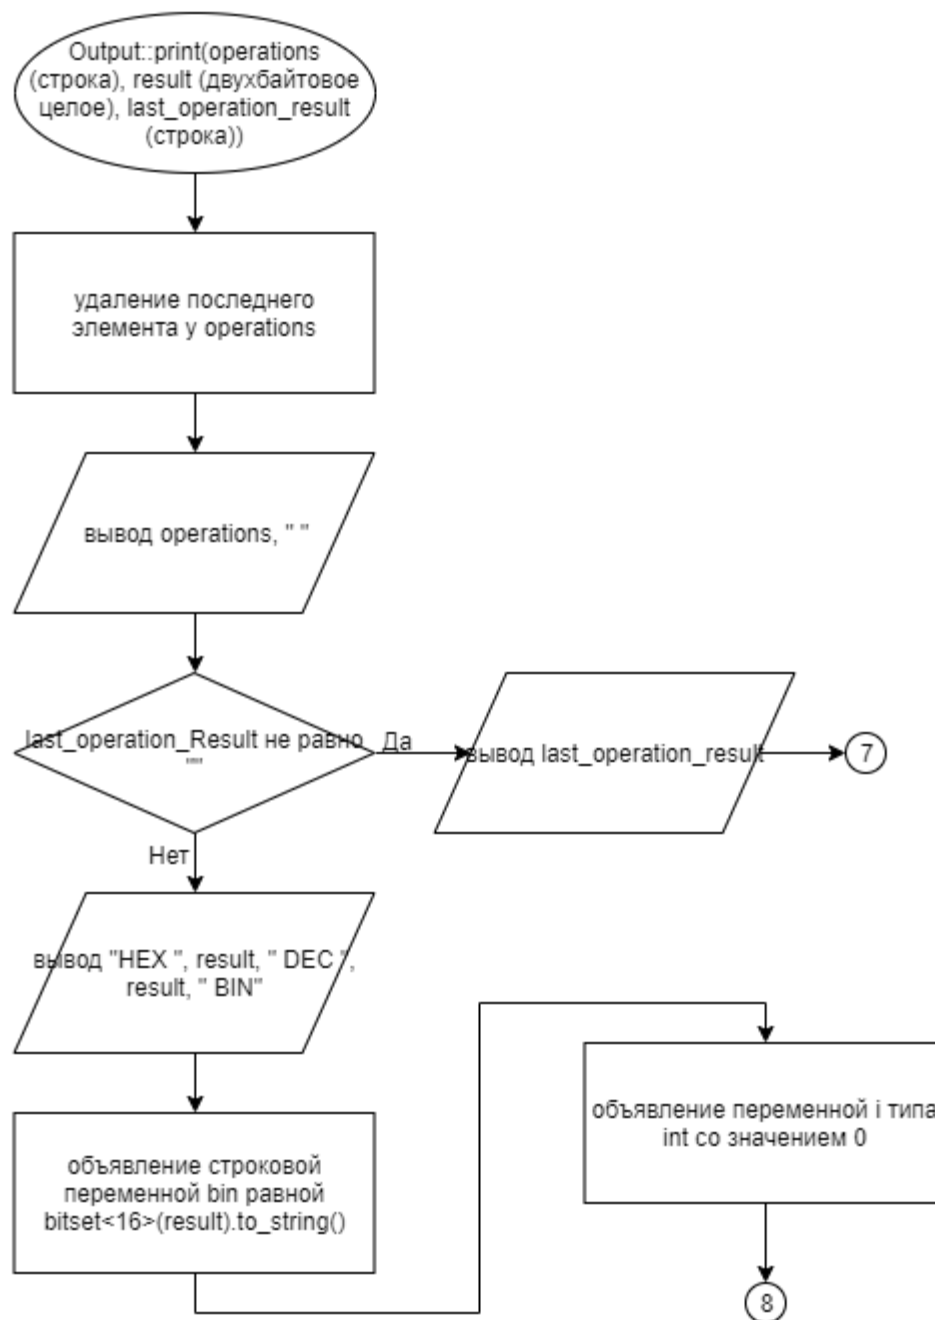 Output::print(operations
(строка), result (двухбайтовое
целое), last_operation_result
(строка))
удаление последнего
элемента у operations
вывод operations, " "
last_operation_Result не равно
""
Да
вывод last_operation_result
7
Нет
вывод "HEX ", result, " DEC ",
result, " BIN"
объявление строковой
переменной bin равной
bitset<16>(result).to_string()
объявление переменной i типа
int со значением 0
8